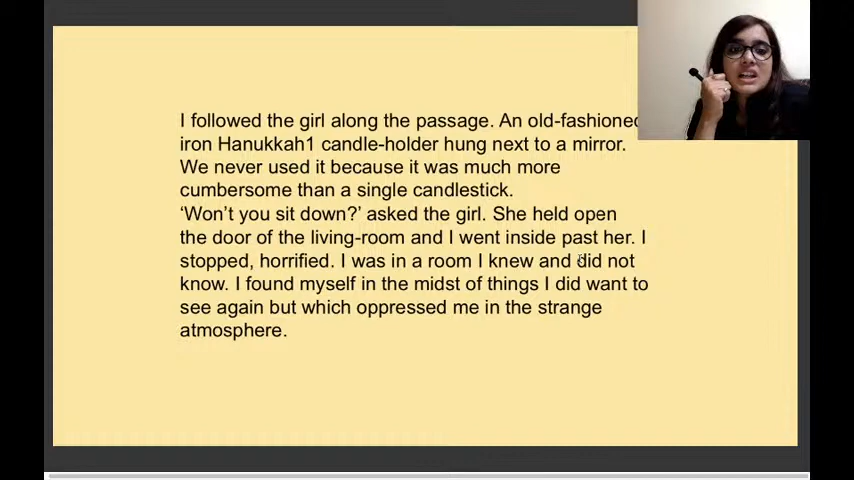 I followed the girl along the passage. An old-fashioned
iron Hanukkah1 candle-holder hung next to a mirror.
We never used it because it was much more
cumbersome than a single candlestick.
‘Won’t you sit down?’ asked the girl. She held open
the door of the living-room and I went inside past her. I
stopped, horrified. I was in a room I knew and did not
know. I found myself in the midst of things I did want to
see again but which oppressed me in the strange
atmosphere.